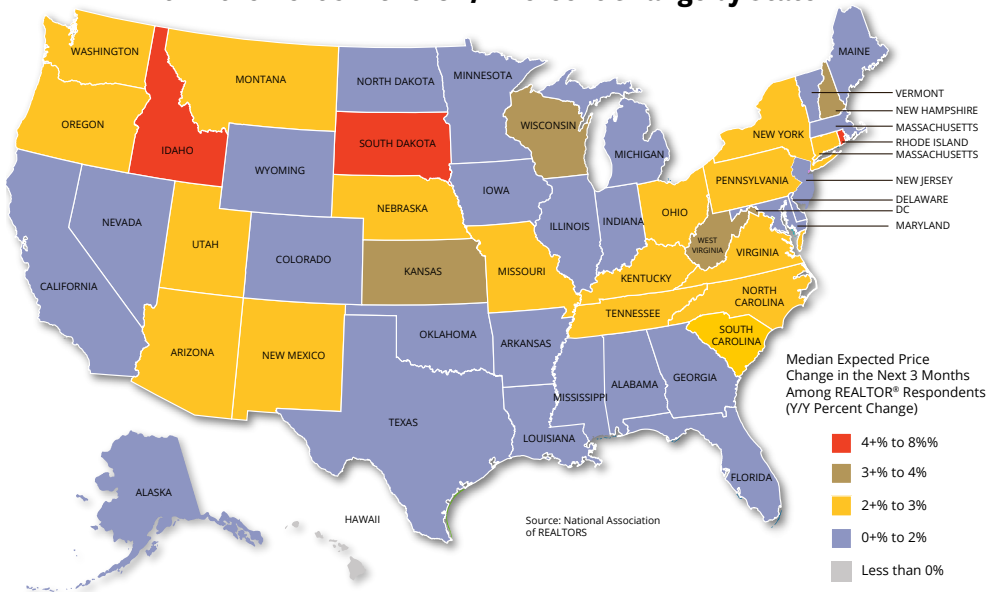 WASHINGTON
MONTANA
NORTH DAKOTA
MINNESOTA
MAINE
OREGON
IDAHO
SOUTH DAKOTA
WISCONSIN
MICHIGAN
NEW YORK
VERMONT
NEW HAMPSHIRE
MASSACHUSETTS
RHODE ISLAND
MASSACHUSETTS
WYOMING
IOWA
PENNSYLVANIA
NEW JERSEY
NEBRASKA
NEVADA
UTAH
COLORADO
KANSAS
MISSOURI
ILLINOIS
INDIANA
OHIO
WEST
VIRGINIA
VIRGINIA
DELAWARE
DC
MARYLAND
CALIFORNIA
KENTUCKY
NORTH
CAROLINA
TENNESSEE
SOUTH
CAROLINA
ARIZONA
NEW MEXICO
OKLAHOMA
ARKANSAS
TEXAS
MISSISSIPPI
ALABAMA
GEORGIA
LOUISIANA
FLORIDA
ALASKA
HAWAII
Source: National Association
of REALTORS
Median Expected Price
Change in the Next 3 Months
Among REALTOR® Respondents
(Y/Y Percent Change)
4+% to 8%%
3+% to 4%
2+% to 3%
0+% to 2%
Less than 0%